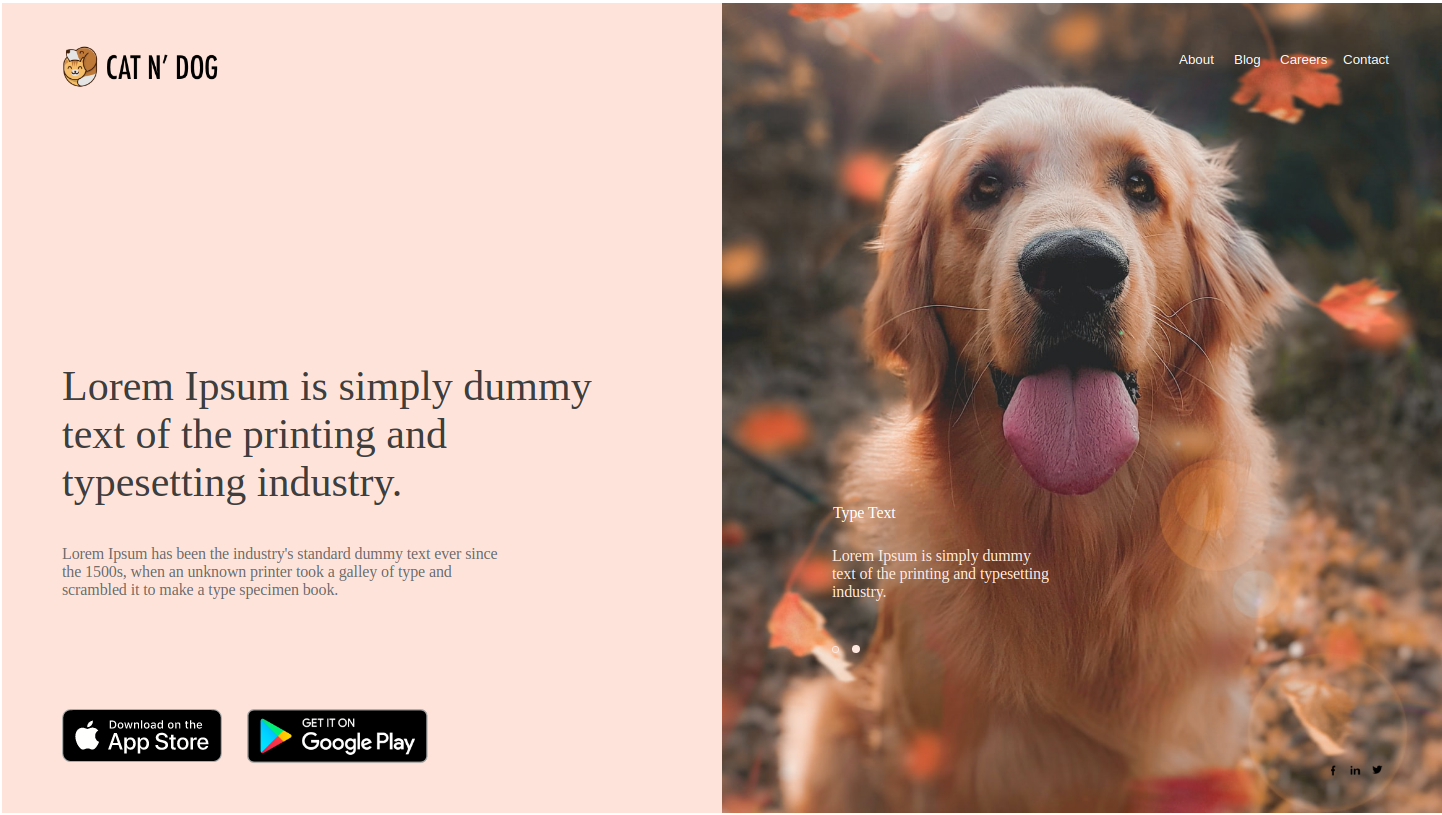 CAT N' DOG
About Blog Careers Contact
Lorem Ipsum is simply dummy
text of the printing and
typesetting industry.
Lorem Ipsum has been the industry's standard dummy text ever since
the 1500s, when an unknown printer took a galley of type and
scrambled it to make a type specimen book.
Download on the
App Store
GET IT ON
Google Play
Type Text
Lorem Ipsum is simply dummy
text of the printing and typesetting
industry.
f in